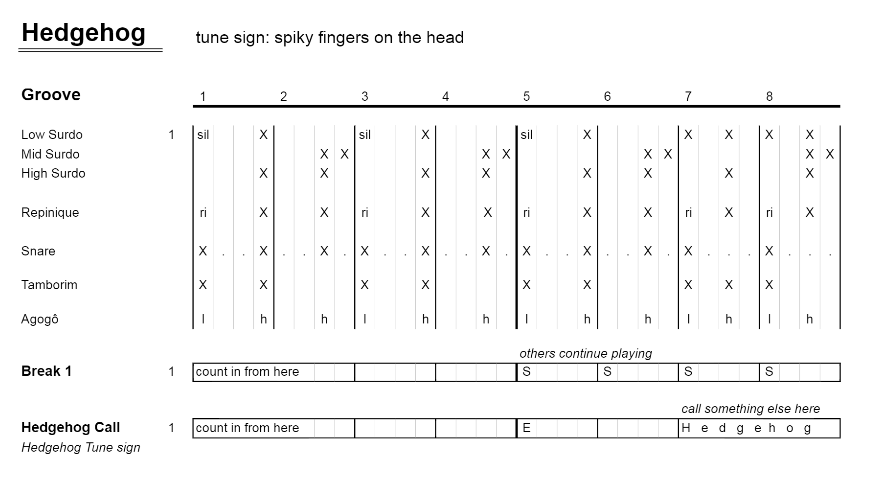 Hedgehog tune sign: spiky fingers on the head
Groove 1 2 3 4 5 6 7 8
Low Surdo 1 sil X sil X sil X X X X X
Mid Surdo X X X X X X X X
High Surdo X X X X X X X X
Repinique ri X X ri X X ri X X ri X ri X
Snare X . . X . . X . X . . X . . X . X . . X . . X . X . . . X . . .
Tamborim X X X X X X X X X
Agogô l h h l h h l h h l h l h
others continue playing
Break 1 1 count in from here S S S S
call something else here
Hedgehog Call 1 count in from here E H e d g e h o g
Hedgehog Tune sign